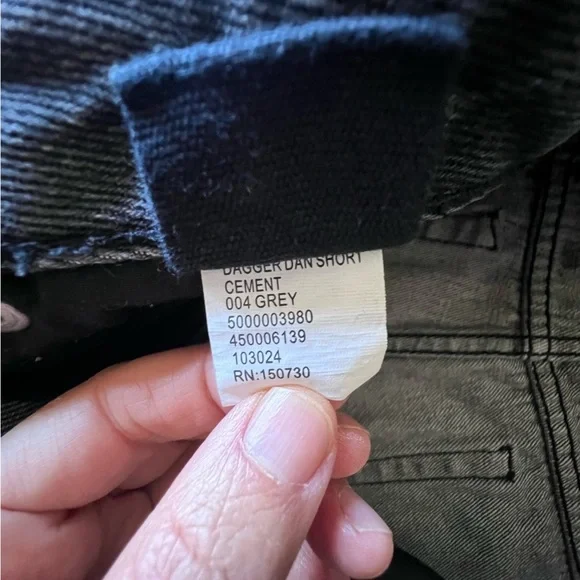 DAGGER DAN SHORT
CEMENT
004 GREY
5000003980
450006139
103024
RN:150730